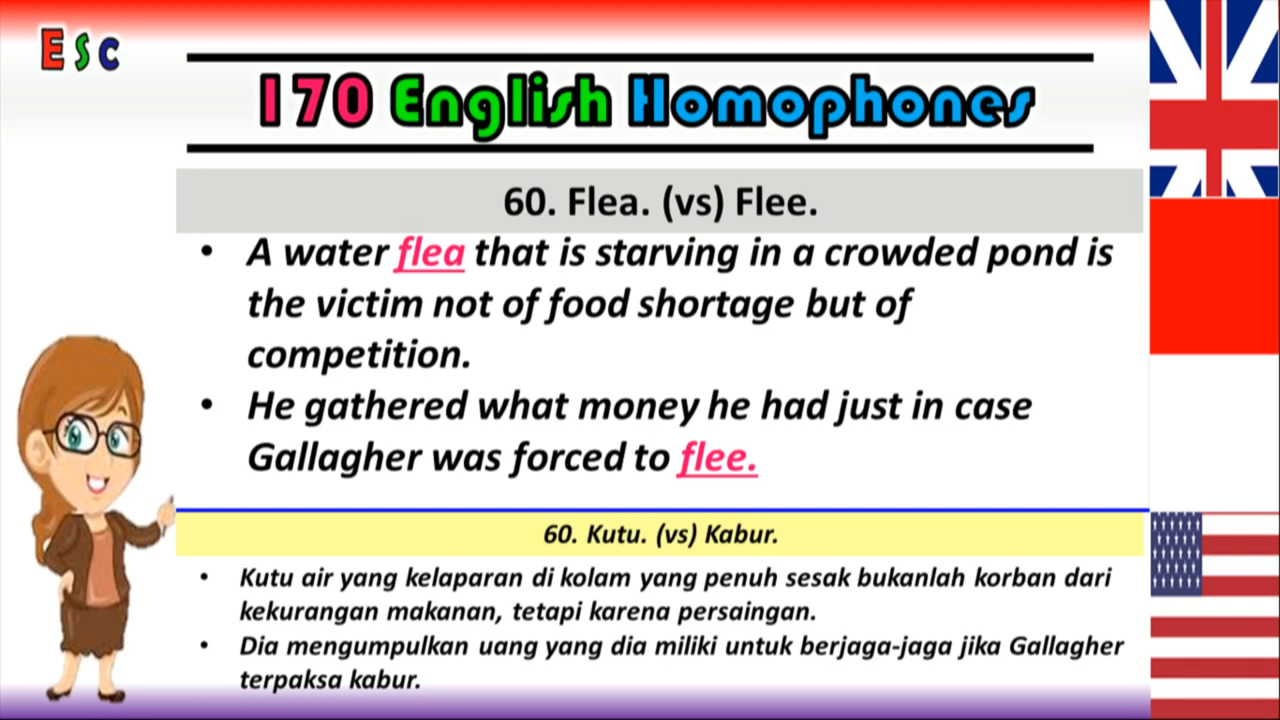 Esc
170 English Homophones
60. Flea. (vs) Flee.
• A water flea that is starving in a crowded pond is
the victim not of food shortage but of
competition.
• He gathered what money he had just in case
Gallagher was forced to flee.
60. Kutu. (vs) Kabur.
• Kutu air yang kelaparan di kolam yang penuh sesak bukanlah korban dari
kekurangan makanan, tetapi karena persaingan.
• Dia mengumpulkan uang yang dia miliki untuk berjaga-jaga jika Gallagher
terpaksa kabur.